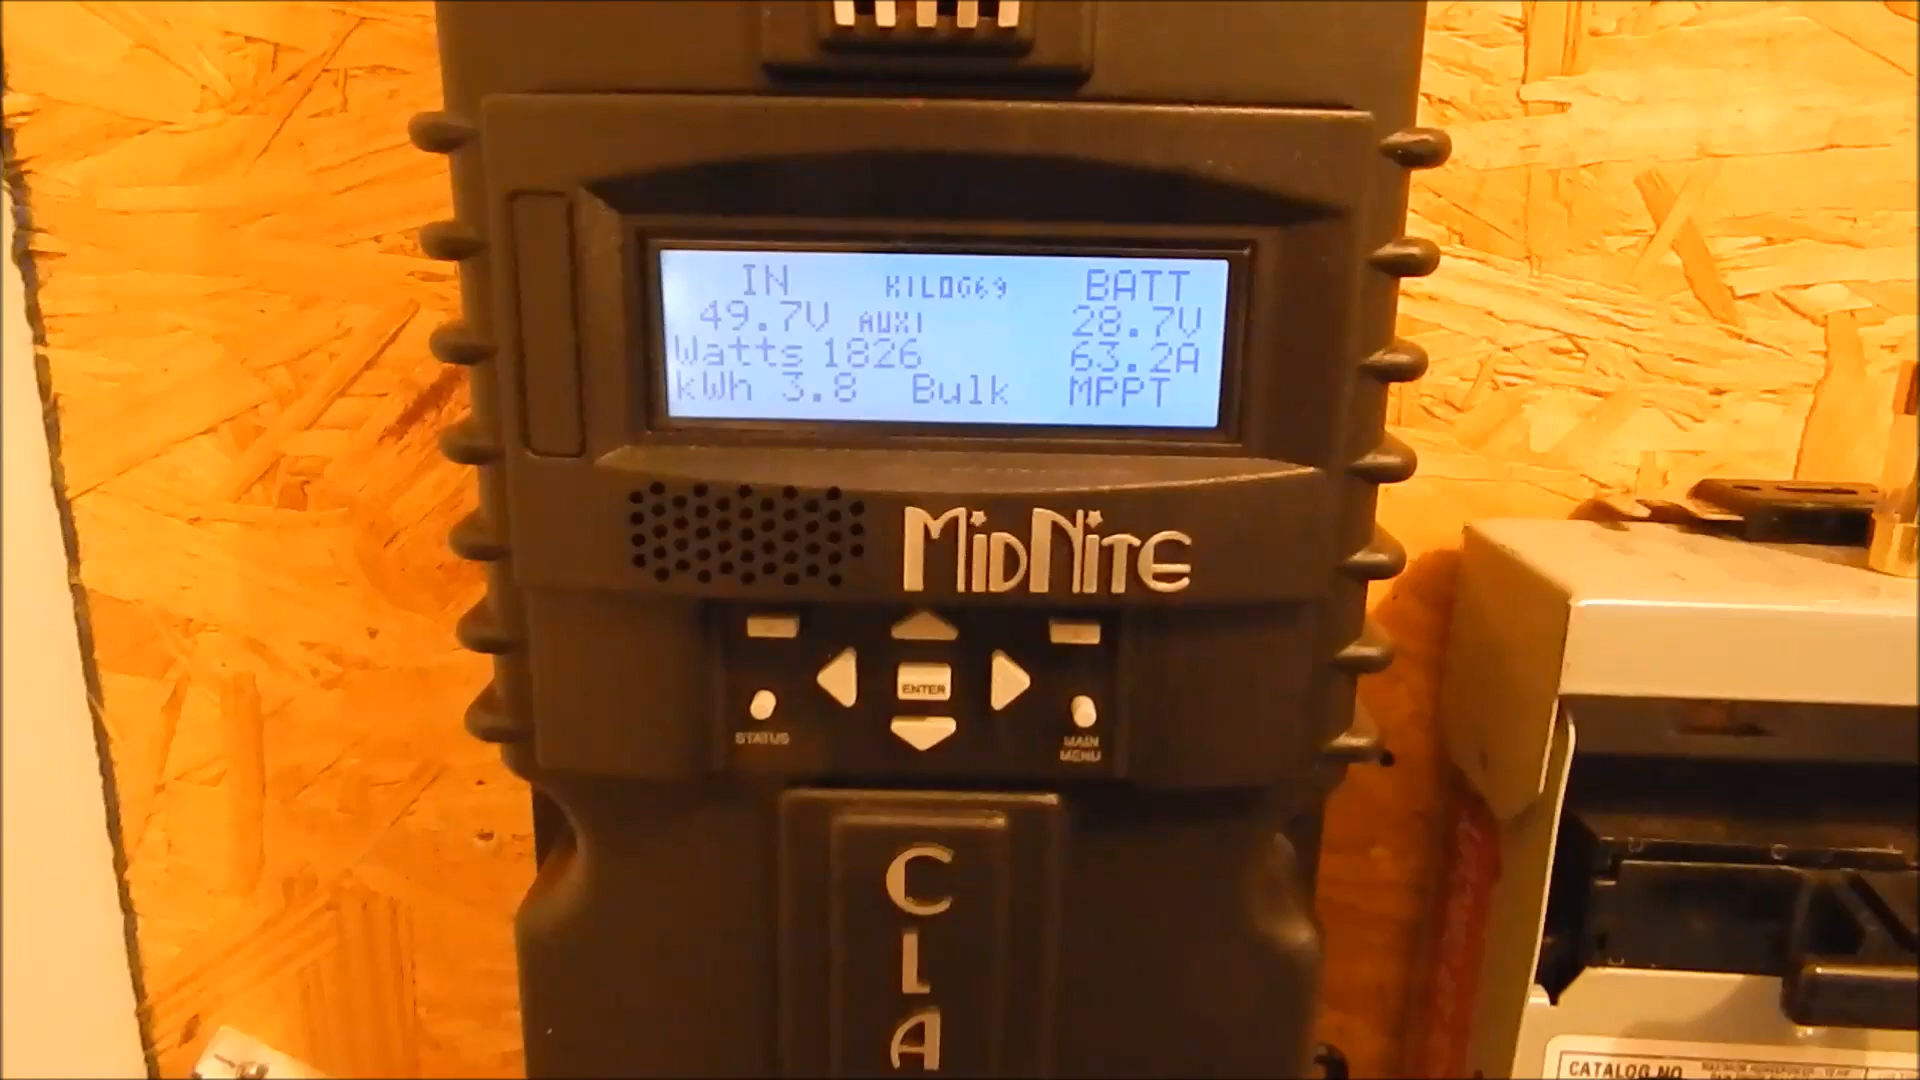 IN KILOG69 BATT
49.7V AUX1 28.7V
Watts 1826 63.2A
kWh 3.8 Bulk MPPT
MIDNITE
ENTER
STATUS
MAIN
MENU
CLA
CATALOG NO.